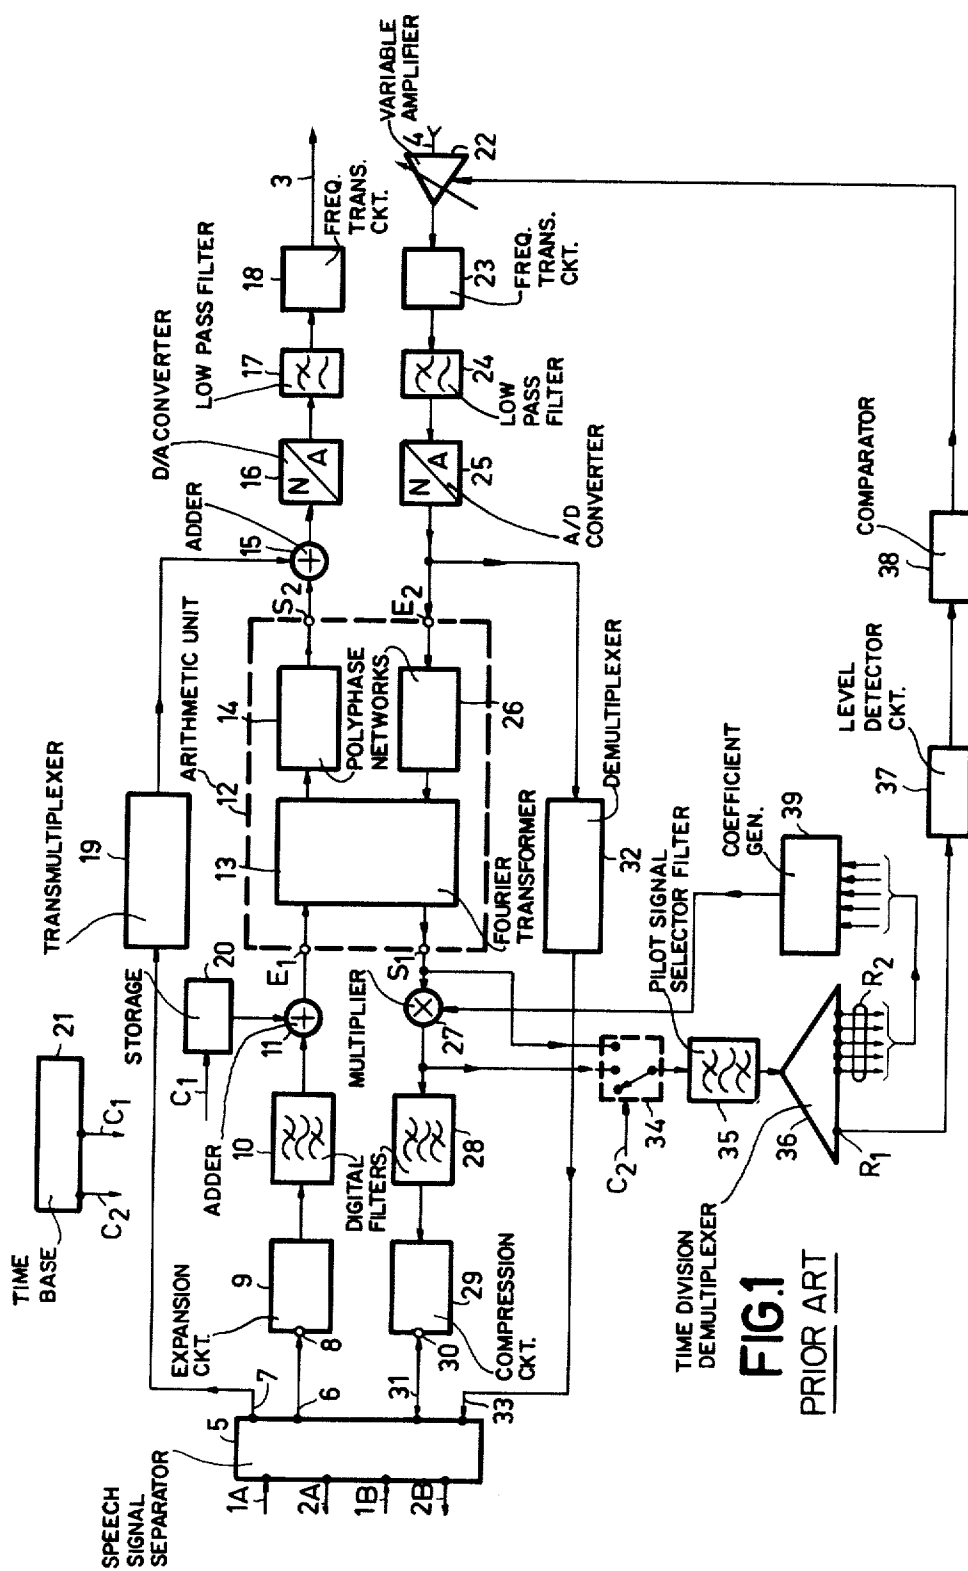 TIME
BASE
21
C2
C1
SPEECH
SIGNAL
SEPARATOR
5
7
6
31
33
1A
2A
1B
2B
TRANSMULTIPLEXER
19
STORAGE
20
C1
EXPANSION
CKT.
9
8
ADDER
10
11
E1
DIGITAL
FILTERS
ARITHMETIC UNIT
12
13
14
POLYPHASE
NETWORKS
26
FOURIER
TRANSFORMER
S2
E2
S1
ADDER
15
D/A CONVERTER
16
N
A
LOW PASS FILTER
17
18
FREQ.
TRANS.
CKT.
3
VARIABLE
AMPLIFIER
4
22
23
FREQ.
TRANS.
CKT.
24
LOW
PASS
FILTER
N
A
25
A/D
CONVERTER
MULTIPLIER
27
28
29
30
COMPRESSION
CKT.
DEMULTIPLEXER
32
C2
34
PILOT SIGNAL
SELECTOR FILTER
35
36
TIME DIVISION
DEMULTIPLEXER
R1
R2
COEFFICIENT
GEN.
39
LEVEL
DETECTOR
CKT.
37
COMPARATOR
38
FIG.1
PRIOR ART